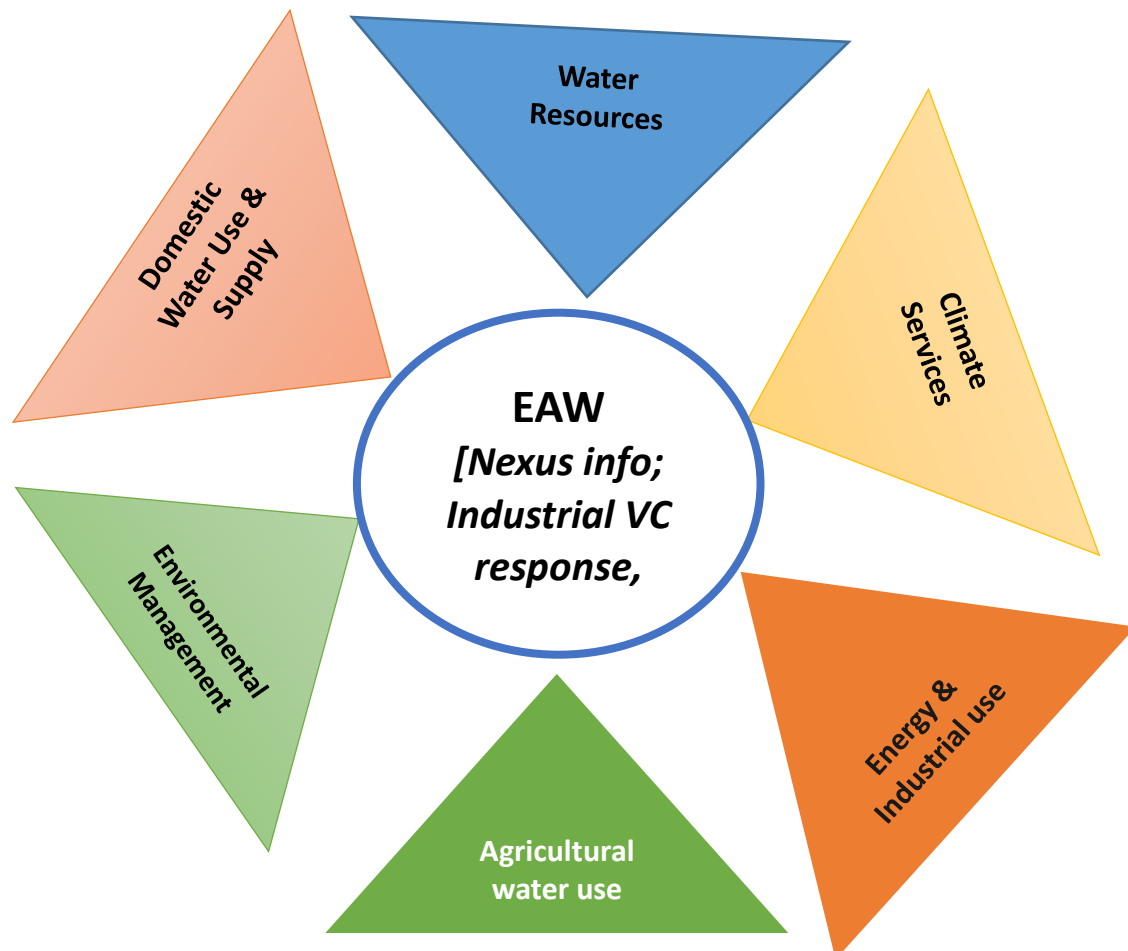 Water
Resources
Climate
Services
Energy &
Industrial use
Agricultural
water use
Environmental
Management
Domestic
Water Use &
Supply
EAW
[Nexus info;
Industrial VC
response,